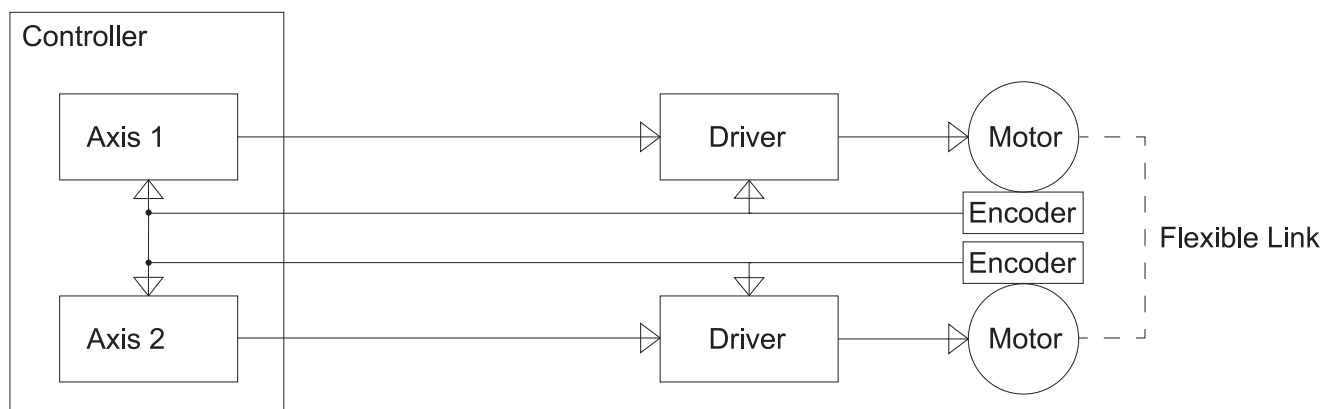 Controller
Axis 1
Driver
Motor
Encoder
Flexible Link
Encoder
Axis 2
Driver
Motor